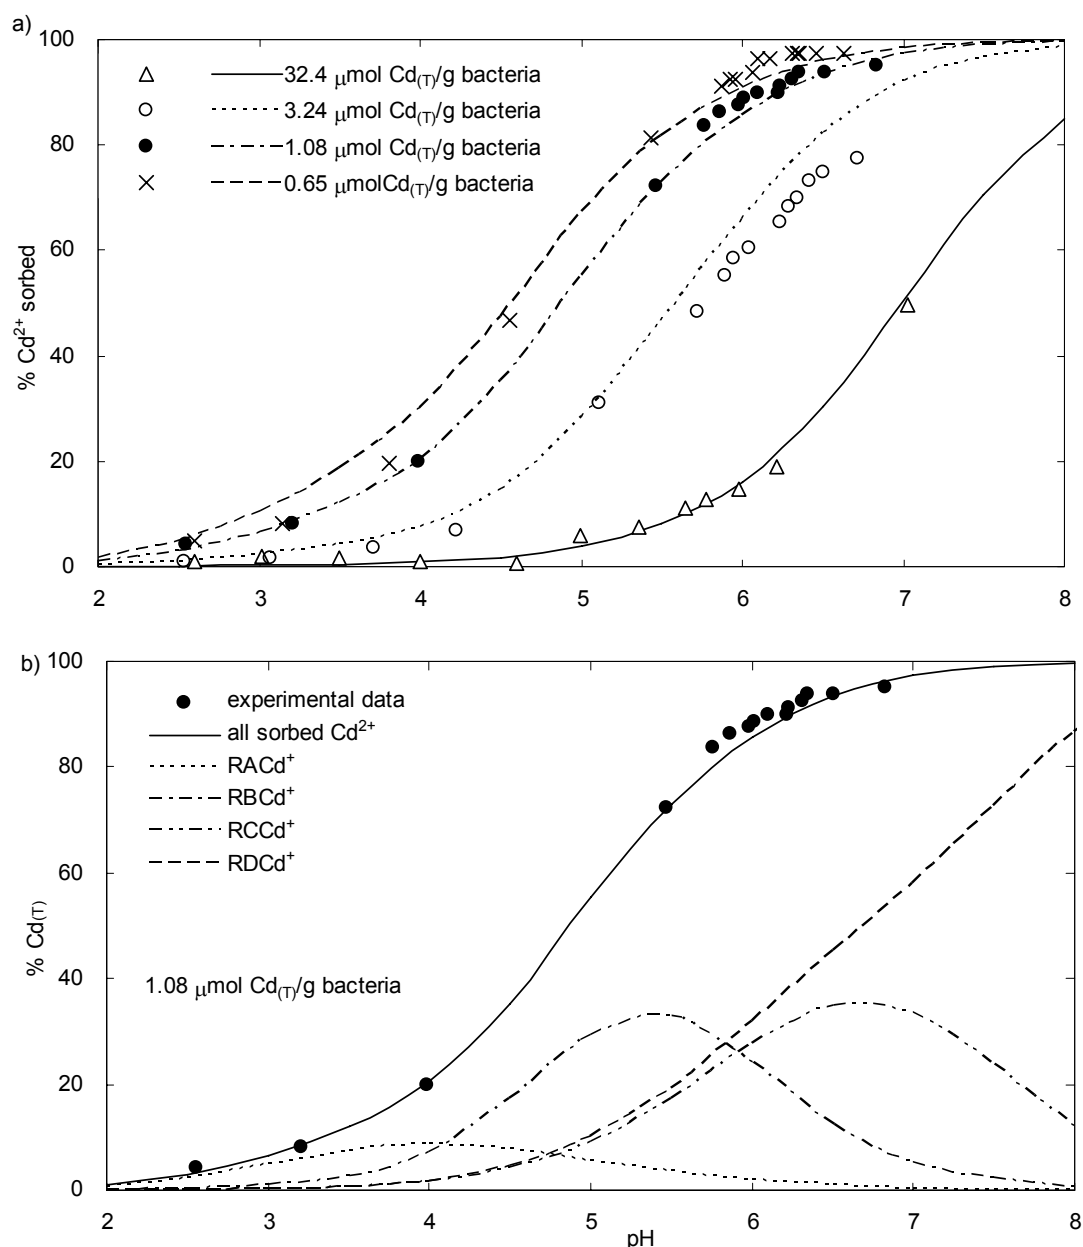 a)
100
80
60
40
20
0
% Cd²⁺ sorbed
32.4 μmol Cd(T)/g bacteria
3.24 μmol Cd(T)/g bacteria
1.08 μmol Cd(T)/g bacteria
0.65 μmolCd(T)/g bacteria
2 3 4 5 6 7 8
b)
100
80
60
40
20
0
% Cd(T)
experimental data
all sorbed Cd²⁺
RACd⁺
RBCd⁺
RCCd⁺
RDCd⁺
1.08 μmol Cd(T)/g bacteria
2 3 4 5 6 7 8
pH